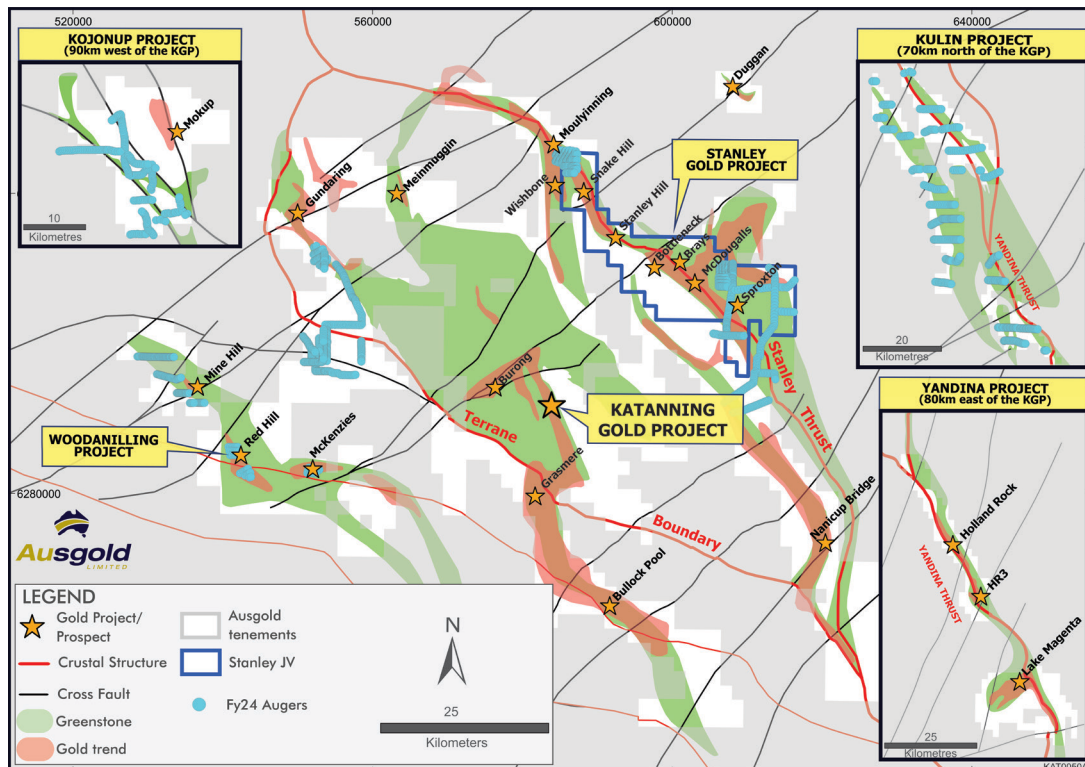 520000
560000
600000
640000
KOJONUP PROJECT
(90km west of the KGP)
Mokup
10
Kilometres
KULIN PROJECT
(70km north of the KGP)
YANDINA THRUST
20
Kilometres
Duggan
Moulyinning
Snake Hill
Wishbone
STANLEY
GOLD PROJECT
Meinmuggin
Gundaring
Stanley Hill
Bottleneck
Brays
McDougalls
Sproxton
Mine Hill
Burong
Stanley
Thrust
KATANNING
GOLD PROJECT
Terrane
Boundary
WOODANILLING
PROJECT
Red Hill
McKenzies
Grasmere
Nanicup Bridge
Bullock Pool
6280000
YANDINA PROJECT
(80km east of the KGP)
Holland Rock
YANDINA THRUST
HR3
Lake Magenta
25
Kilometres
Ausgold
LIMITED
LEGEND
Gold Project/
Prospect
Crustal Structure
Cross Fault
Greenstone
Gold trend
Ausgold
tenements
Stanley JV
Fy24 Augers
N
25
Kilometers